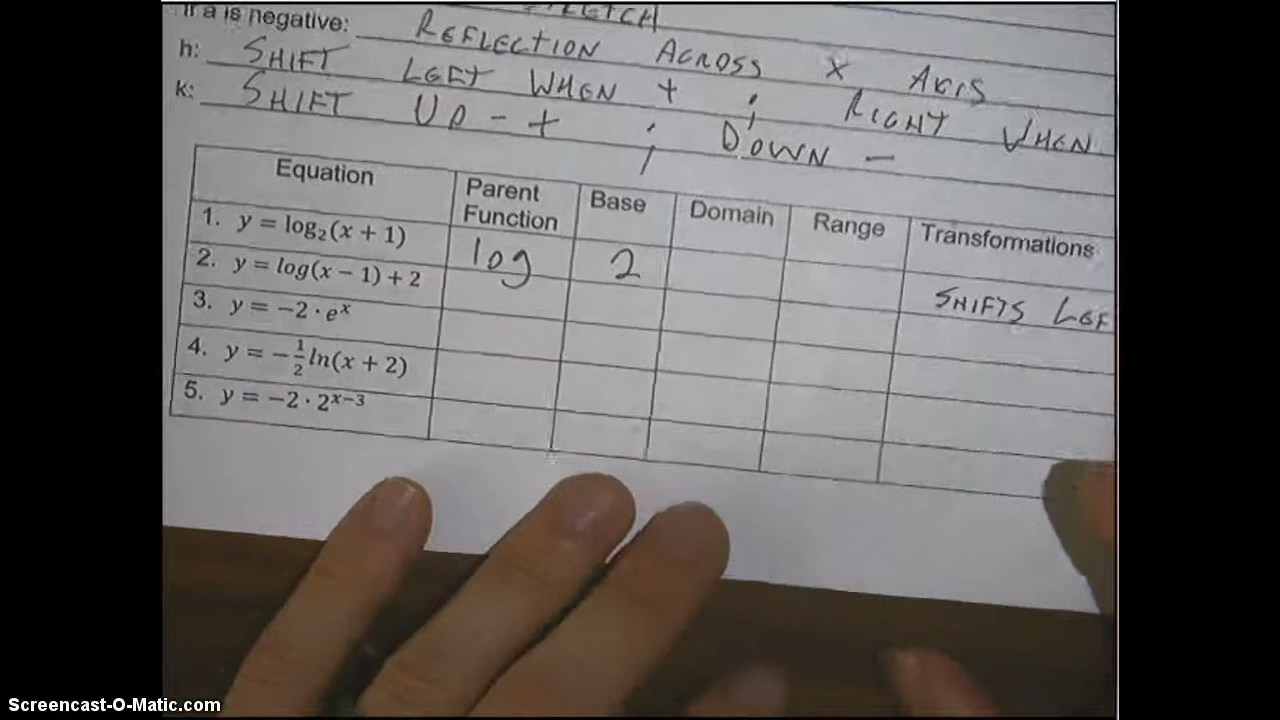 STRETCH
If a is negative: REFLECTION ACROSS X AXIS
h: SHIFT LEFT WHEN + ; RIGHT WHEN
k: SHIFT UP - + ; DOWN -
Equation Parent Function Base Domain Range Transformations
1. y = log₂(x + 1) log 2 SHIFTS LEF
2. y = log(x − 1) + 2
3. y = −2 · eˣ
4. y = −½ ln(x + 2)
5. y = −2 · 2ˣ⁻³
Screencast-O-Matic.com